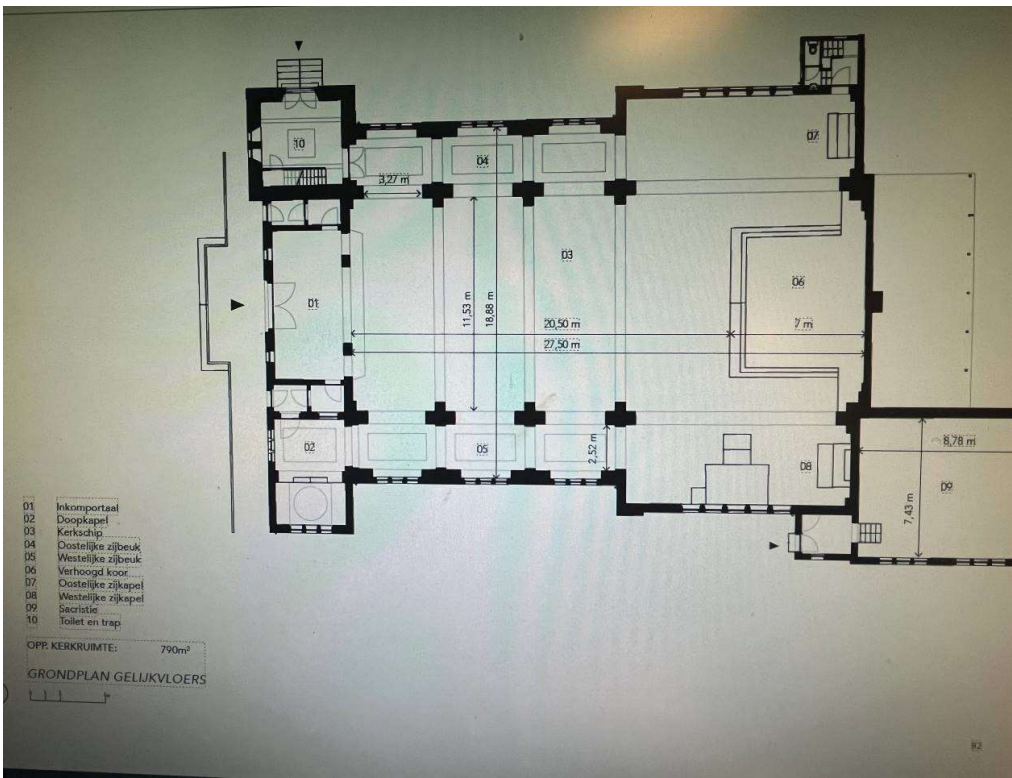 10
07
04
3,27 m
03
06
01
11,53 m
18,88 m
20,50 m
7 m
27,50 m
02
05
2,52 m
08
8,78 m
09
7,43 m
01 Inkomportaal
02 Doopkapel
03 Kerkschip
04 Oostelijke zijbeuk
05 Westelijke zijbeuk
06 Verhoogd koor
07 Oostelijke zijkapel
08 Westelijke zijkapel
09 Sacristie
10 Toilet en trap
OPP. KERKRUIMTE: 790m²
GRONDPLAN GELIJKVLOERS